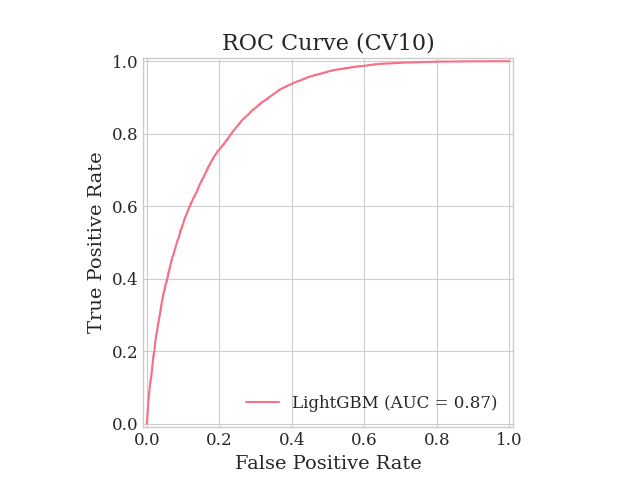 ROC Curve (CV10)
True Positive Rate
1.0
0.8
0.6
0.4
0.2
0.0
LightGBM (AUC = 0.87)
0.0 0.2 0.4 0.6 0.8 1.0
False Positive Rate